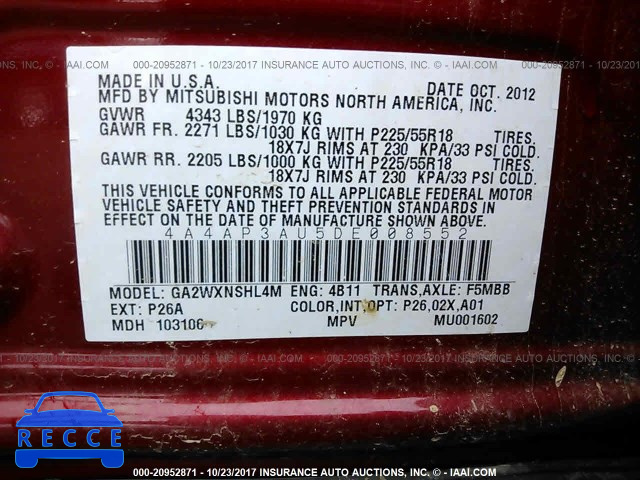 000-20952871 - 10/23/2017 INSURANCE AUTO AUCTIONS, INC. - IAAI.COM
MADE IN U.S.A. DATE OCT. 2012
MFD BY MITSUBISHI MOTORS NORTH AMERICA, INC.
GVWR 4343 LBS/1970 KG
GAWR FR. 2271 LBS/1030 KG WITH P225/55R18 TIRES.
18X7J RIMS AT 230 KPA/33 PSI COLD.
GAWR RR. 2205 LBS/1000 KG WITH P225/55R18 TIRES.
18X7J RIMS AT 230 KPA/33 PSI COLD.
THIS VEHICLE CONFORMS TO ALL APPLICABLE FEDERAL MOTOR
VEHICLE SAFETY AND THEFT PREVENTION STANDARDS IN
EFFECT ON THE DATE OF MANUFACTURE SHOWN ABOVE.
4A4AP3AU5DE008552
MODEL: GA2WXNSHL4M ENG: 4B11 TRANS,AXLE: F5MBB
EXT: P26A COLOR,INT,OPT: P26,02X,A01
MDH 103106 MPV MU001602
RECCE
000-20952871 - 10/23/2017 INSURANCE AUTO AUCTIONS, INC. - IAAI.COM